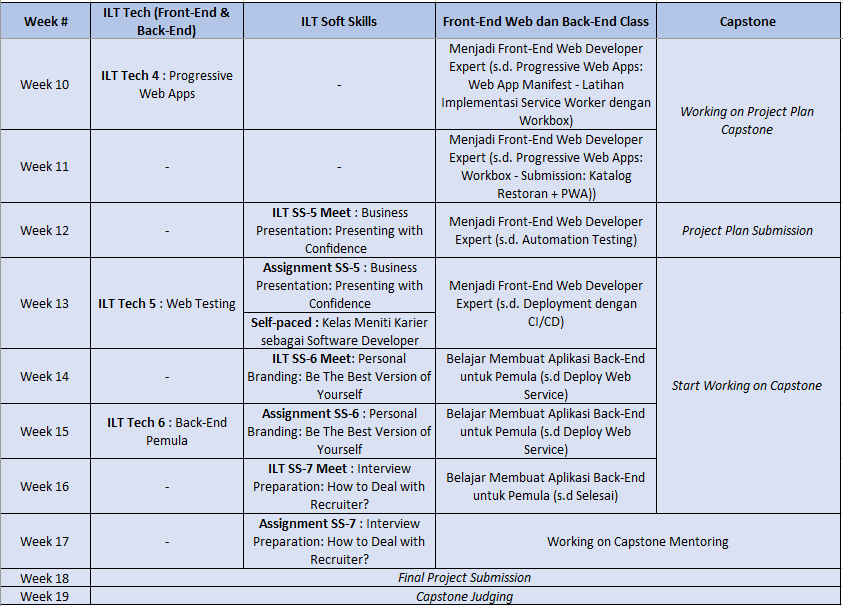 Week #
ILT Tech (Front-End &
Back-End)
ILT Soft Skills
Front-End Web dan Back-End Class
Capstone
Week 10
ILT Tech 4 : Progressive
Web Apps
-
Menjadi Front-End Web Developer
Expert (s.d. Progressive Web Apps:
Web App Manifest - Latihan
Implementasi Service Worker dengan
Workbox)
Working on Project Plan
Capstone
Week 11
-
-
Menjadi Front-End Web Developer
Expert (s.d. Progressive Web Apps:
Workbox - Submission: Katalog
Restoran + PWA))
Week 12
-
ILT SS-5 Meet : Business
Presentation: Presenting with
Confidence
Menjadi Front-End Web Developer
Expert (s.d. Automation Testing)
Project Plan Submission
Week 13
ILT Tech 5 : Web Testing
Assignment SS-5 : Business
Presentation: Presenting with
Confidence
Self-paced : Kelas Meniti Karier
sebagai Software Developer
Menjadi Front-End Web Developer
Expert (s.d. Deployment dengan
CI/CD)
Start Working on Capstone
Week 14
-
ILT SS-6 Meet: Personal
Branding: Be The Best Version of
Yourself
Belajar Membuat Aplikasi Back-End
untuk Pemula (s.d Deploy Web
Service)
Week 15
ILT Tech 6 : Back-End
Pemula
Assignment SS-6 : Personal
Branding: Be The Best Version of
Yourself
Belajar Membuat Aplikasi Back-End
untuk Pemula (s.d Deploy Web
Service)
Week 16
-
ILT SS-7 Meet : Interview
Preparation: How to Deal with
Recruiter?
Belajar Membuat Aplikasi Back-End
untuk Pemula (s.d Selesai)
Week 17
-
Assignment SS-7 : Interview
Preparation: How to Deal with
Recruiter?
Working on Capstone Mentoring
Week 18
Final Project Submission
Week 19
Capstone Judging